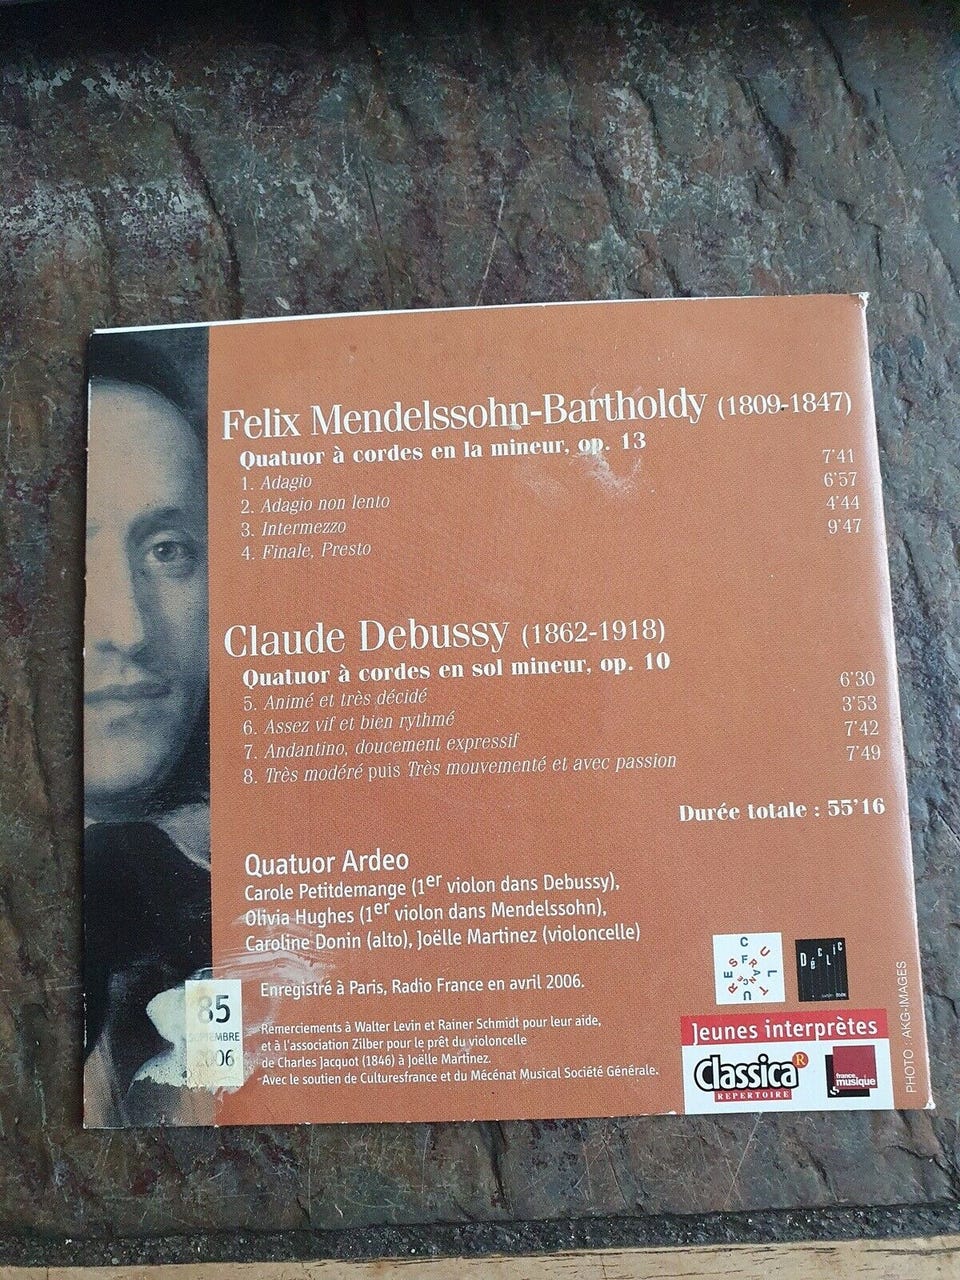 Felix Mendelssohn-Bartholdy (1809-1847)
Quatuor à cordes en la mineur, op. 13
1. Adagio 7'41
2. Adagio non lento 6'57
3. Intermezzo 4'44
4. Finale, Presto 9'47
Claude Debussy (1862-1918)
Quatuor à cordes en sol mineur, op. 10
5. Animé et très décidé 6'30
6. Assez vif et bien rythmé 3'53
7. Andantino, doucement expressif 7'42
8. Très modéré puis Très mouvementé et avec passion 7'49
Durée totale : 55'16
Quatuor Ardeo
Carole Petitdemange (1er violon dans Debussy),
Olivia Hughes (1er violon dans Mendelssohn),
Caroline Donin (alto), Joëlle Martinez (violoncelle)
Enregistré à Paris, Radio France en avril 2006.
Remerciements à Walter Levin et Rainer Schmidt pour leur aide,
et à l'association Zilber pour le prêt du violoncelle
de Charles Jacquot (1846) à Joëlle Martinez.
Avec le soutien de Culturesfrance et du Mécénat Musical Société Générale.
85
SEPTEMBRE
2006
CULTURESFRANCE
DéCLIC
Jeunes interprètes
Classica R
REPERTOIRE
france
musique
PHOTO : AKG-IMAGES